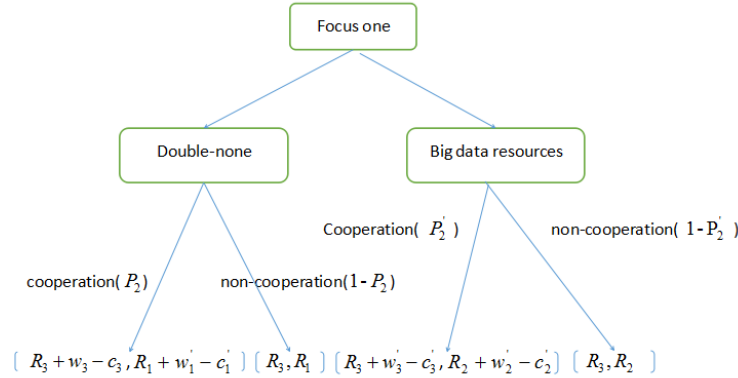 Focus one
Double-none
Big data resources
Cooperation( P₂′ )
non-cooperation( 1-P₂′ )
cooperation( P₂)
non-cooperation(1- P₂)
[ R₃ + w₃ − c₃ , R₁ + w₁′ − c₁′ ] [ R₃, R₁ ] [ R₃ + w₃′ − c₃′, R₂ + w₂′ − c₂′ ] [ R₃, R₂ ]